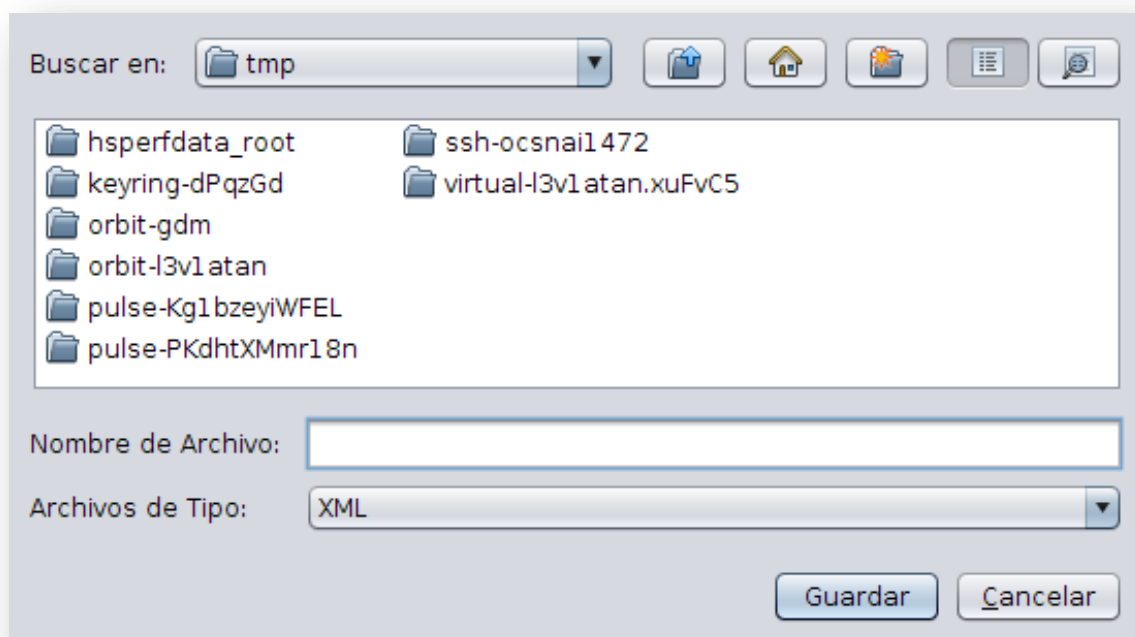 Buscar en: tmp
hsperfdata_root ssh-ocsnai1472
keyring-dPqzGd virtual-l3v1atan.xuFvC5
orbit-gdm
orbit-l3v1atan
pulse-Kg1bzeyiWFEL
pulse-PKdhtXMmr18n
Nombre de Archivo:
Archivos de Tipo: XML
Guardar Cancelar